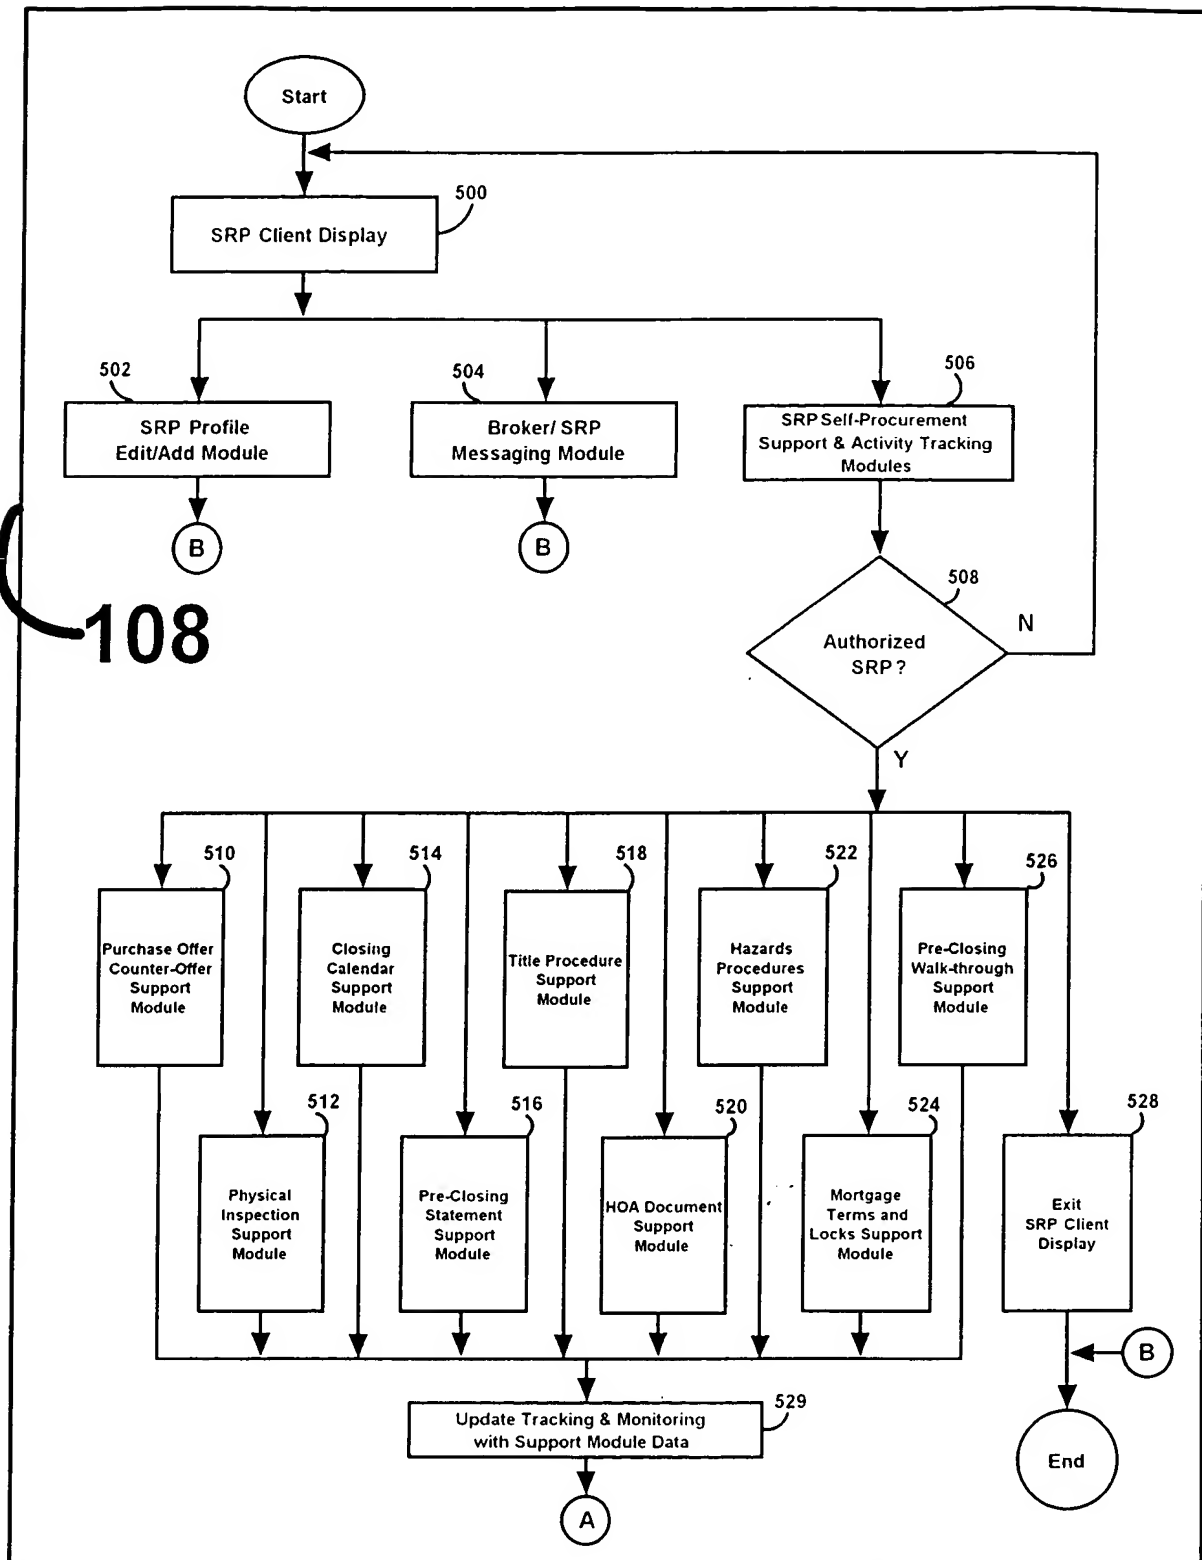 Start
500
SRP Client Display
502
SRP Profile
Edit/Add Module
504
Broker/ SRP
Messaging Module
506
SRP Self-Procurement
Support & Activity Tracking
Modules
B
B
508
Authorized
SRP?
N
Y
108
510
Purchase Offer
Counter-Offer
Support
Module
514
Closing
Calendar
Support
Module
518
Title Procedure
Support
Module
522
Hazards
Procedures
Support
Module
526
Pre-Closing
Walk-through
Support
Module
512
Physical
Inspection
Support
Module
516
Pre-Closing
Statement
Support
Module
520
HOA Document
Support
Module
524
Mortgage
Terms and
Locks Support
Module
528
Exit
SRP Client
Display
B
529
Update Tracking & Monitoring
with Support Module Data
End
A